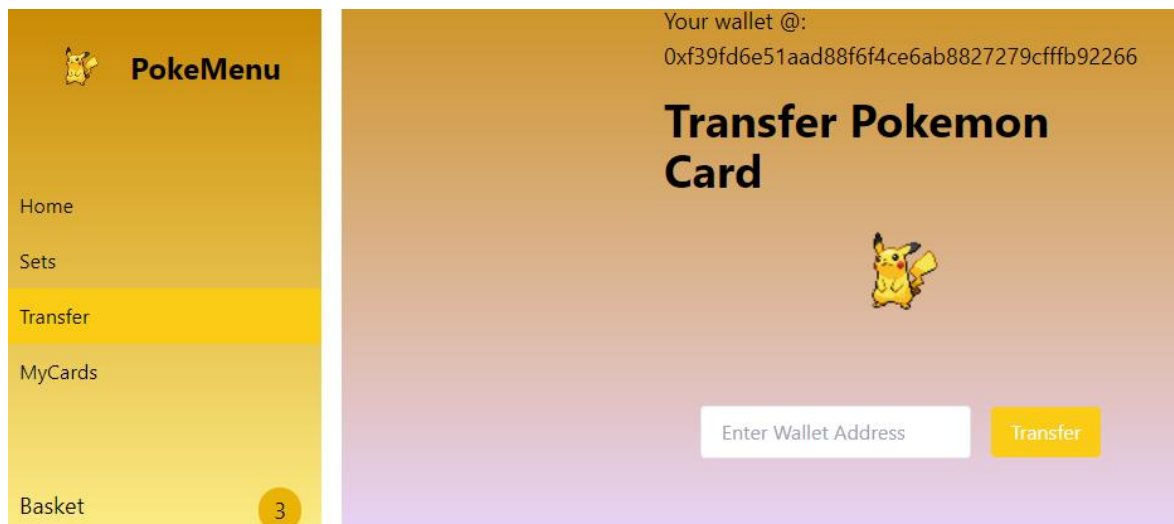 PokeMenu
Home
Sets
Transfer
MyCards
Basket
3
Your wallet @:
0xf39fd6e51aad88f6f4ce6ab8827279cfffb92266
Transfer Pokemon
Card
Enter Wallet Address
Transfer